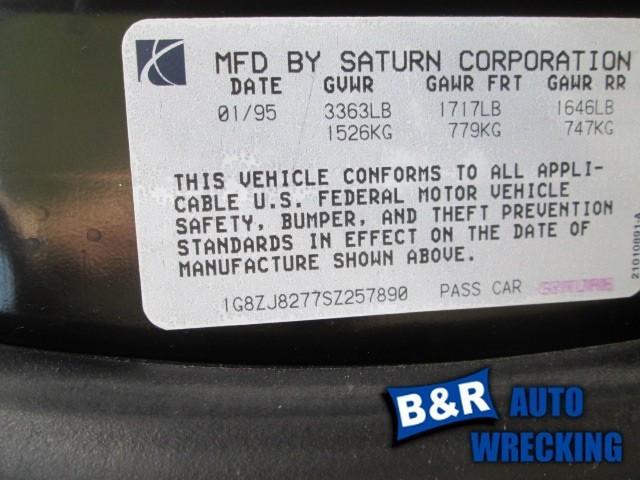 MFD BY SATURN CORPORATION
DATE GVWR GAWR FRT GAWR RR
01/95 3363LB 1717LB 1646LB
1526KG 779KG 747KG
THIS VEHICLE CONFORMS TO ALL APPLI-
CABLE U.S. FEDERAL MOTOR VEHICLE
SAFETY, BUMPER, AND THEFT PREVENTION
STANDARDS IN EFFECT ON THE DATE OF
MANUFACTURE SHOWN ABOVE.
1G8ZJ8277SZ257890 PASS CAR
B&R AUTO
WRECKING